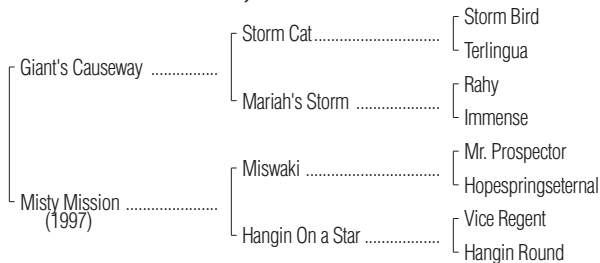 Storm Bird
Storm Cat....................
Terlingua
Giant's Causeway ................
Rahy
Mariah's Storm ....................
Immense
Mr. Prospector
Miswaki ................................
Hopespringseternal
Misty Mission ......................
(1997)
Vice Regent
Hangin On a Star ..................
Hangin Round